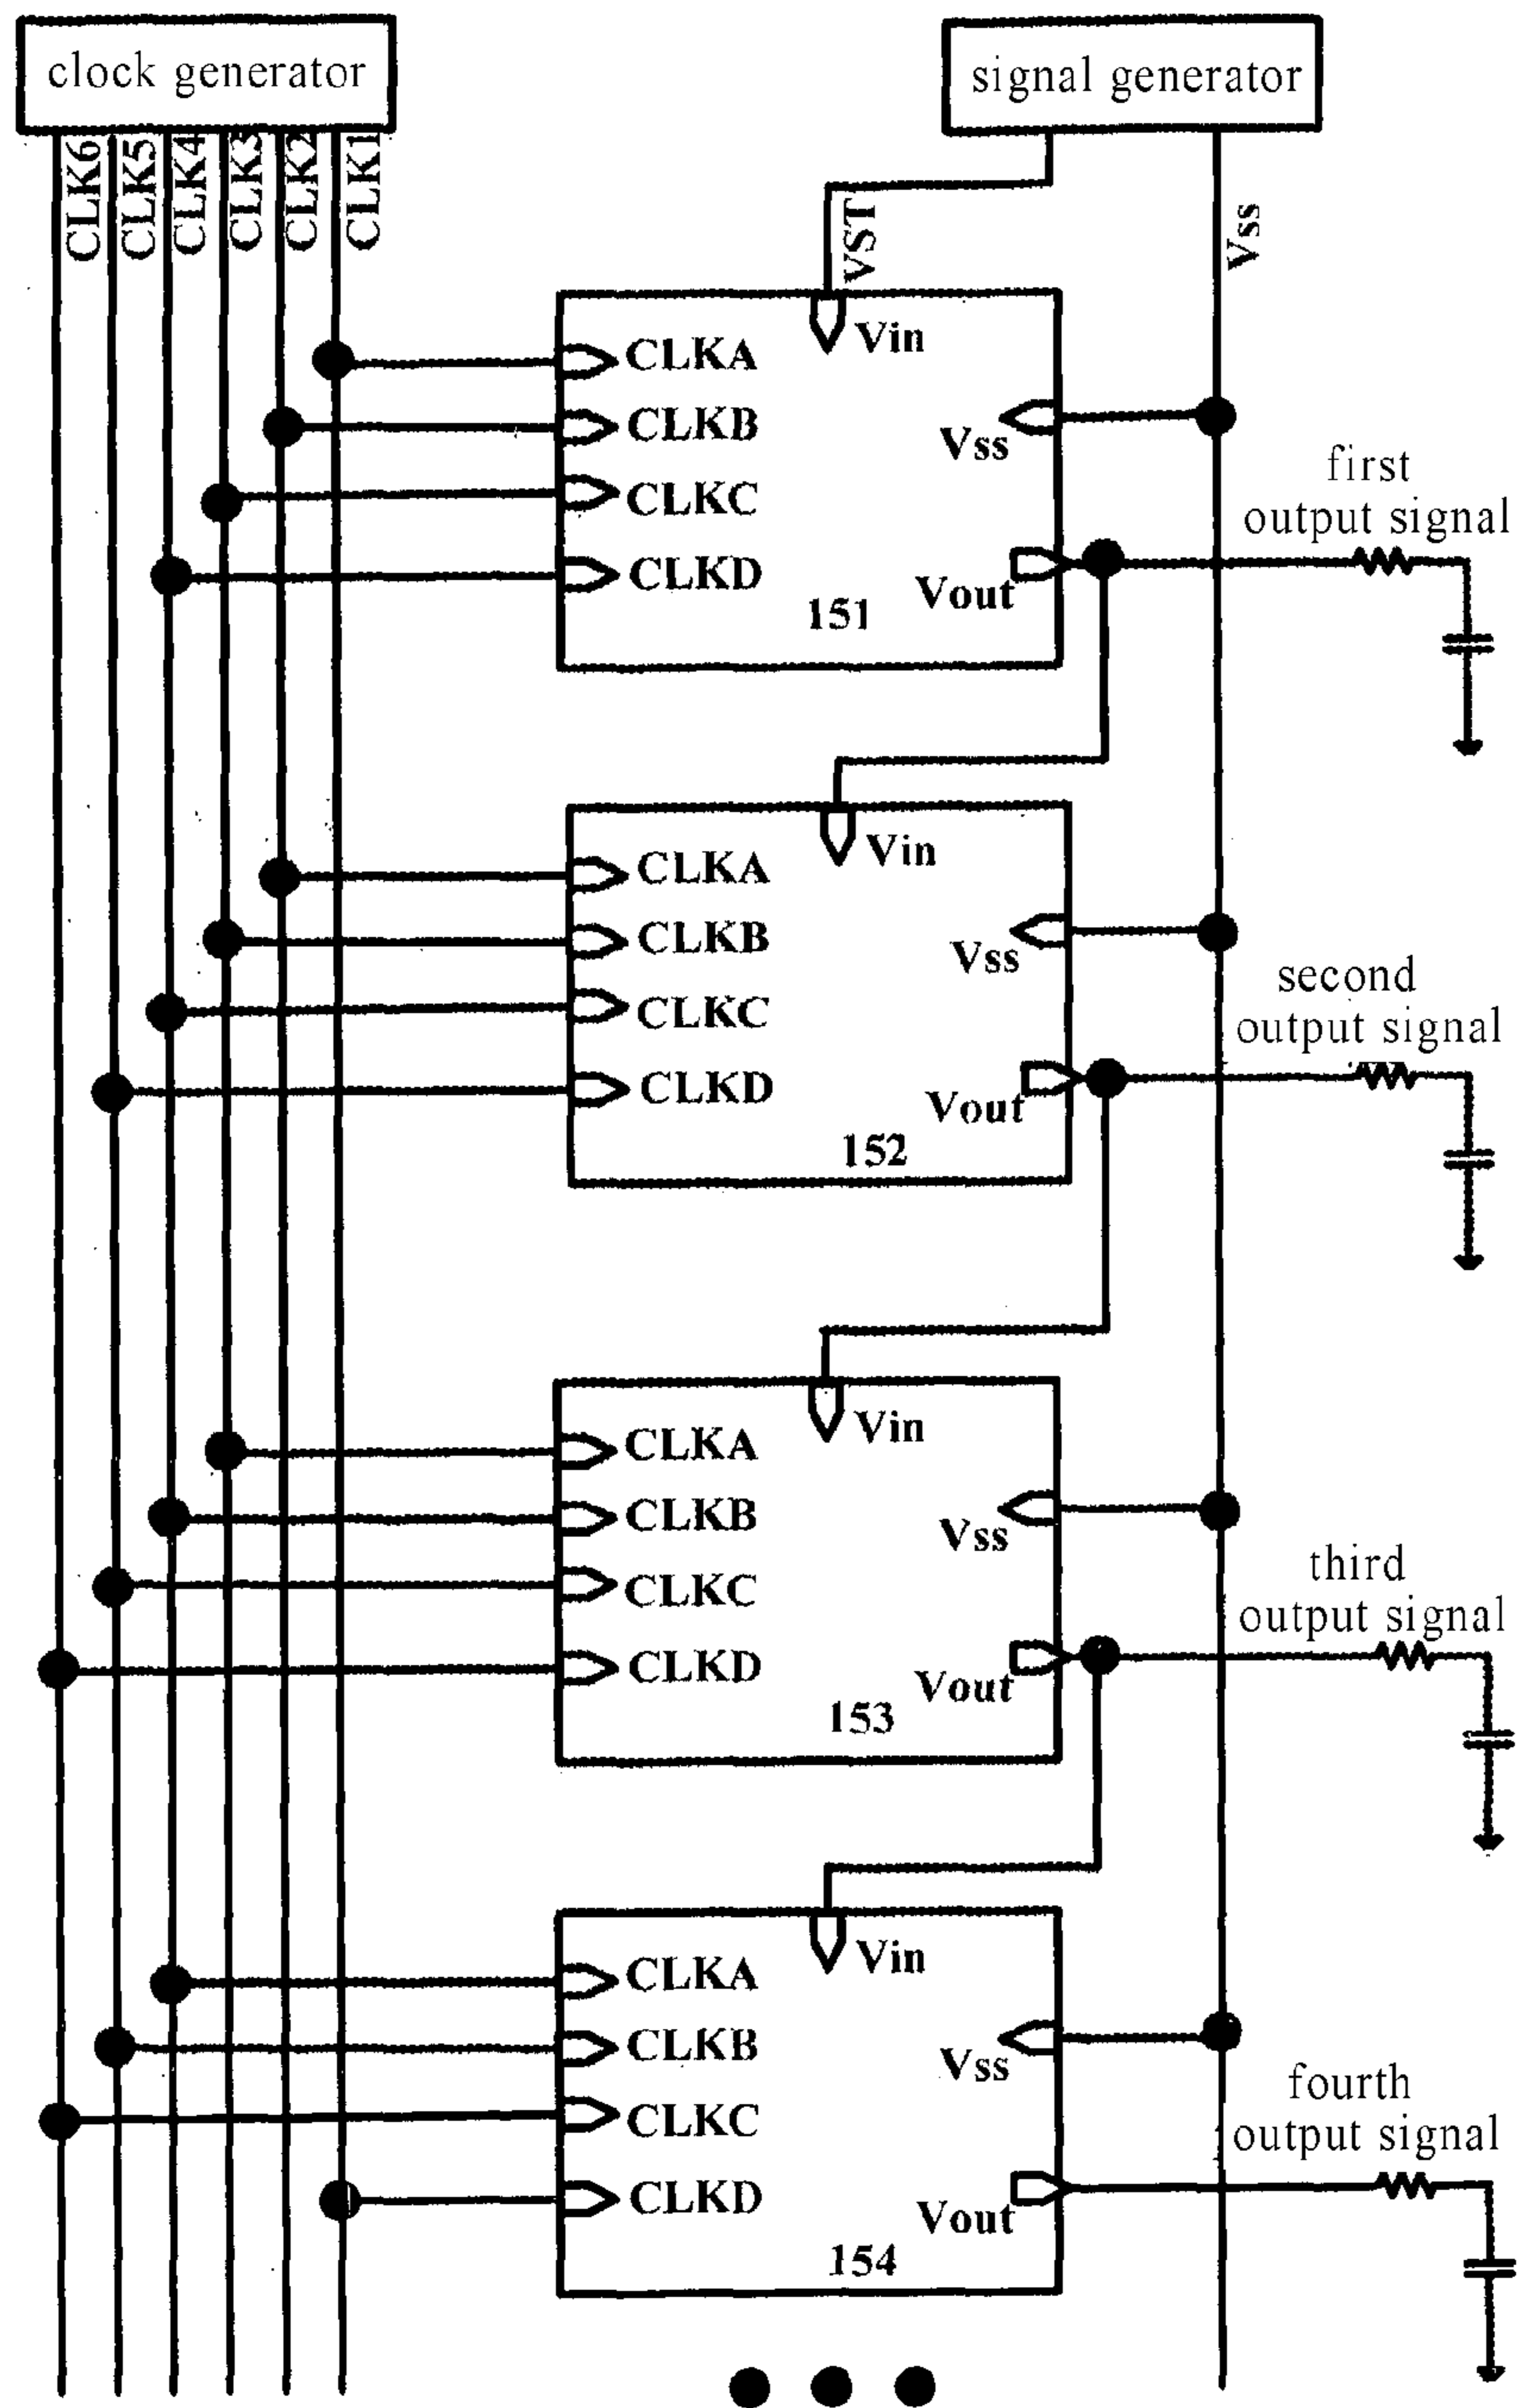 clock generator
signal generator
CLK6
CLK5
CLK4
CLK3
CLK2
CLK1
VST
Vss
Vin
CLKA
CLKB
CLKC
CLKD
Vss
Vout
151
first
output signal
Vin
CLKA
CLKB
CLKC
CLKD
Vss
Vout
152
second
output signal
Vin
CLKA
CLKB
CLKC
CLKD
Vss
Vout
153
third
output signal
Vin
CLKA
CLKB
CLKC
CLKD
Vss
Vout
154
fourth
output signal